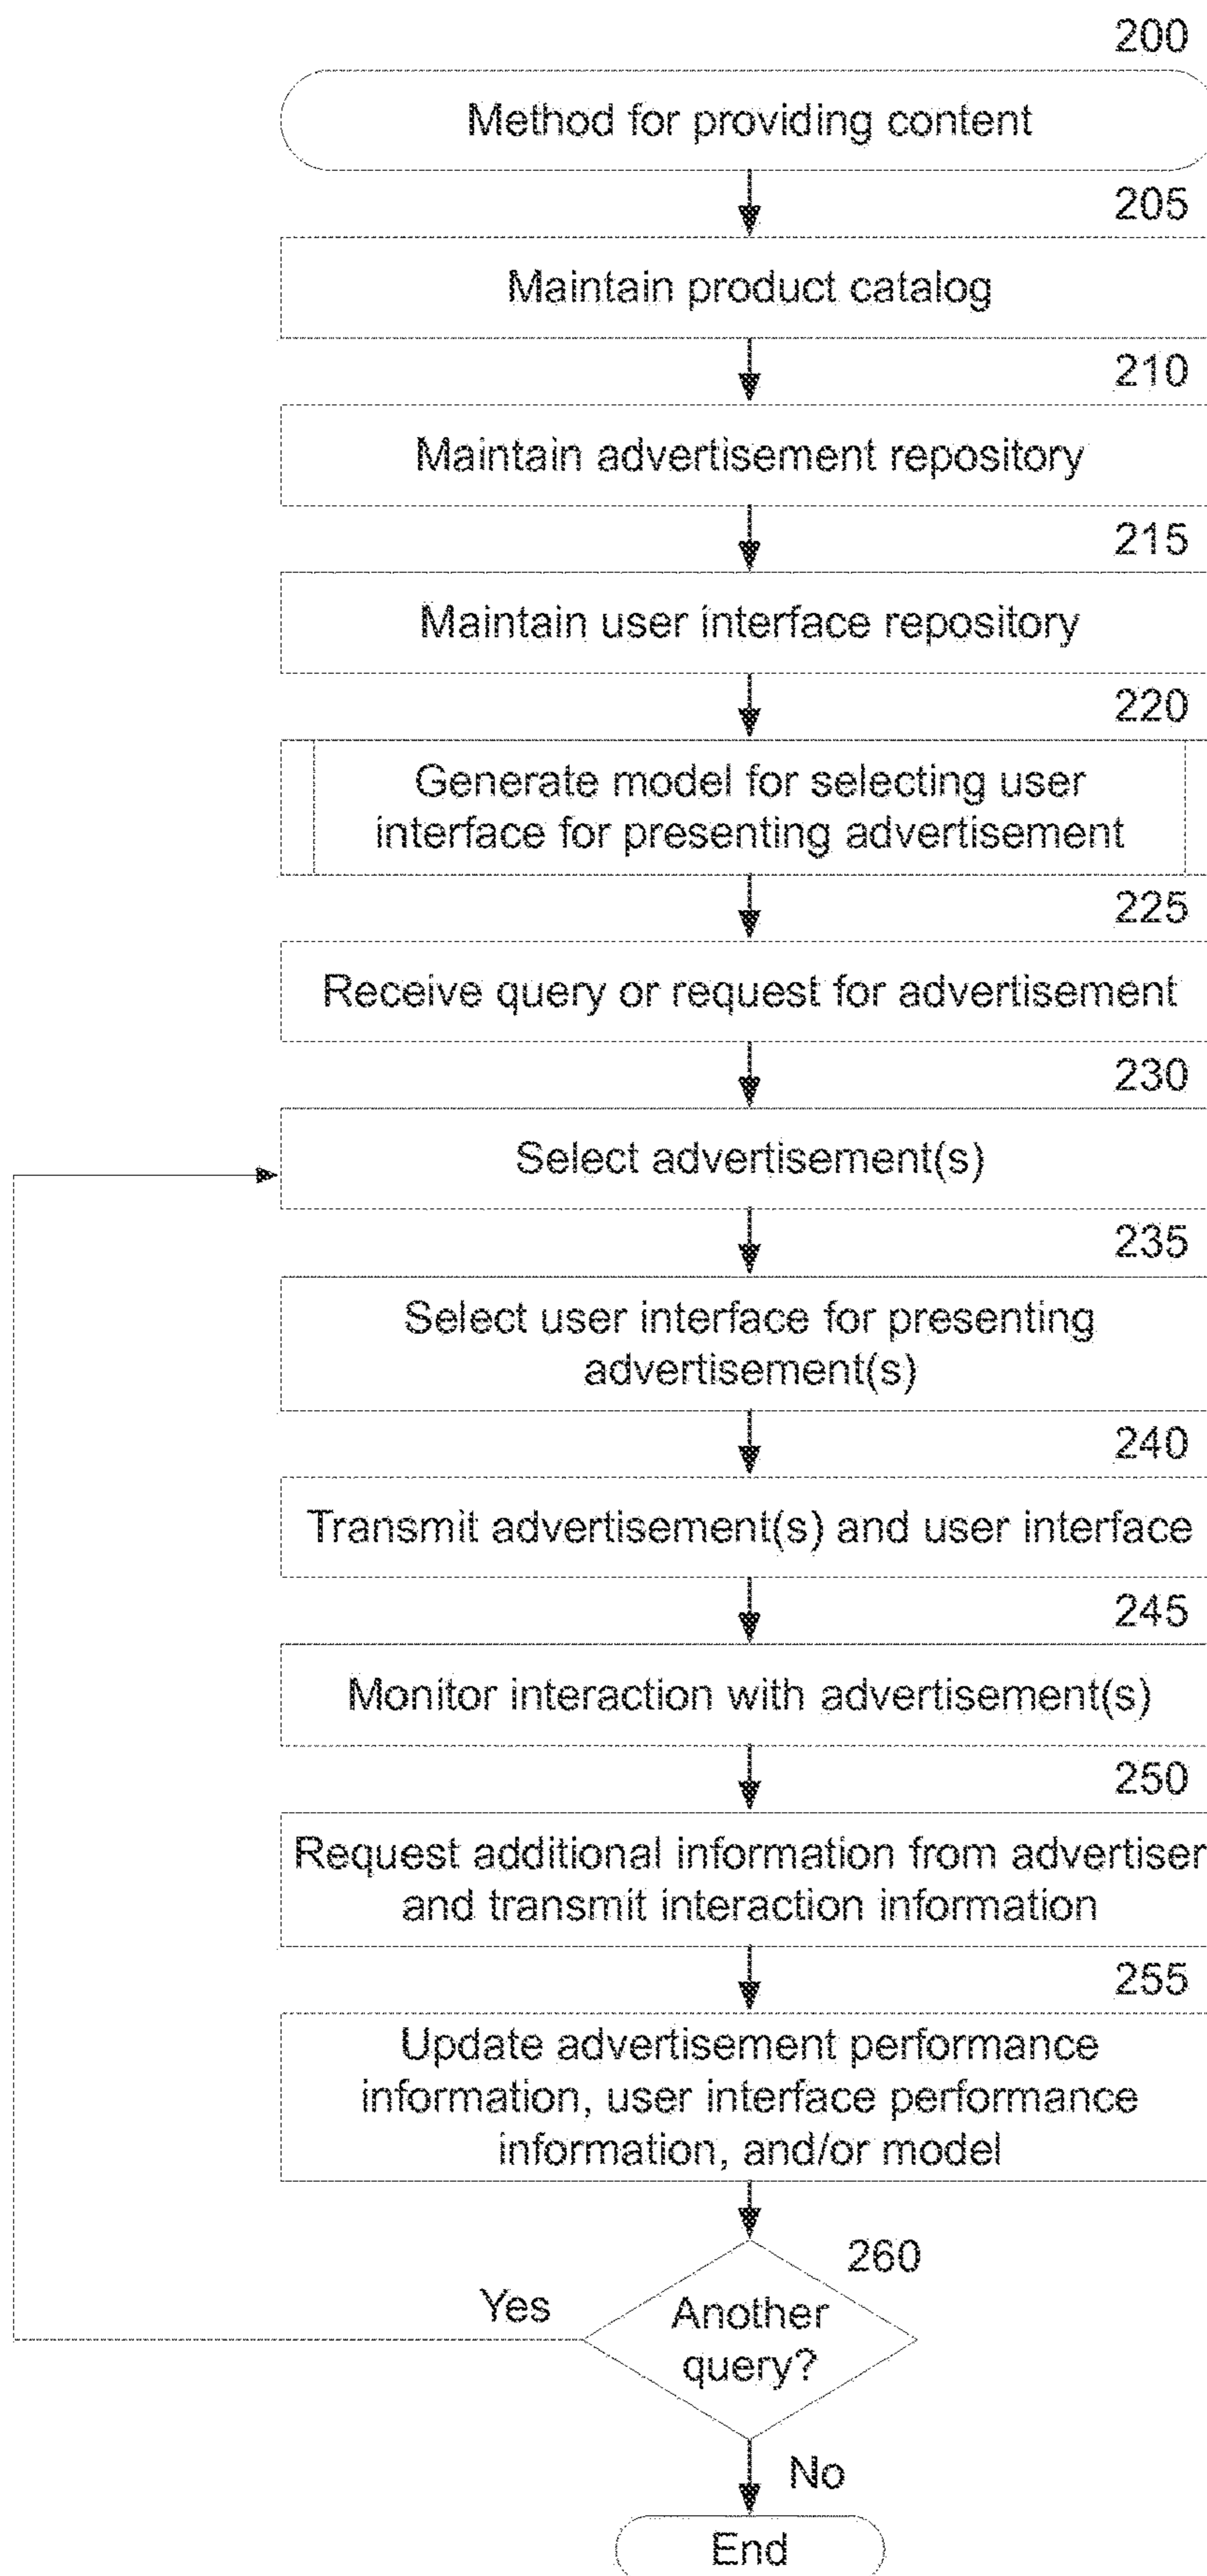 200
Method for providing content
205
Maintain product catalog
210
Maintain advertisement repository
215
Maintain user interface repository
220
Generate model for selecting user
interface for presenting advertisement
225
Receive query or request for advertisement
230
Select advertisement(s)
235
Select user interface for presenting
advertisement(s)
240
Transmit advertisement(s) and user interface
245
Monitor interaction with advertisement(s)
250
Request additional information from advertiser
and transmit interaction information
255
Update advertisement performance
information, user interface performance
information, and/or model
260
Yes
Another
query?
No
End